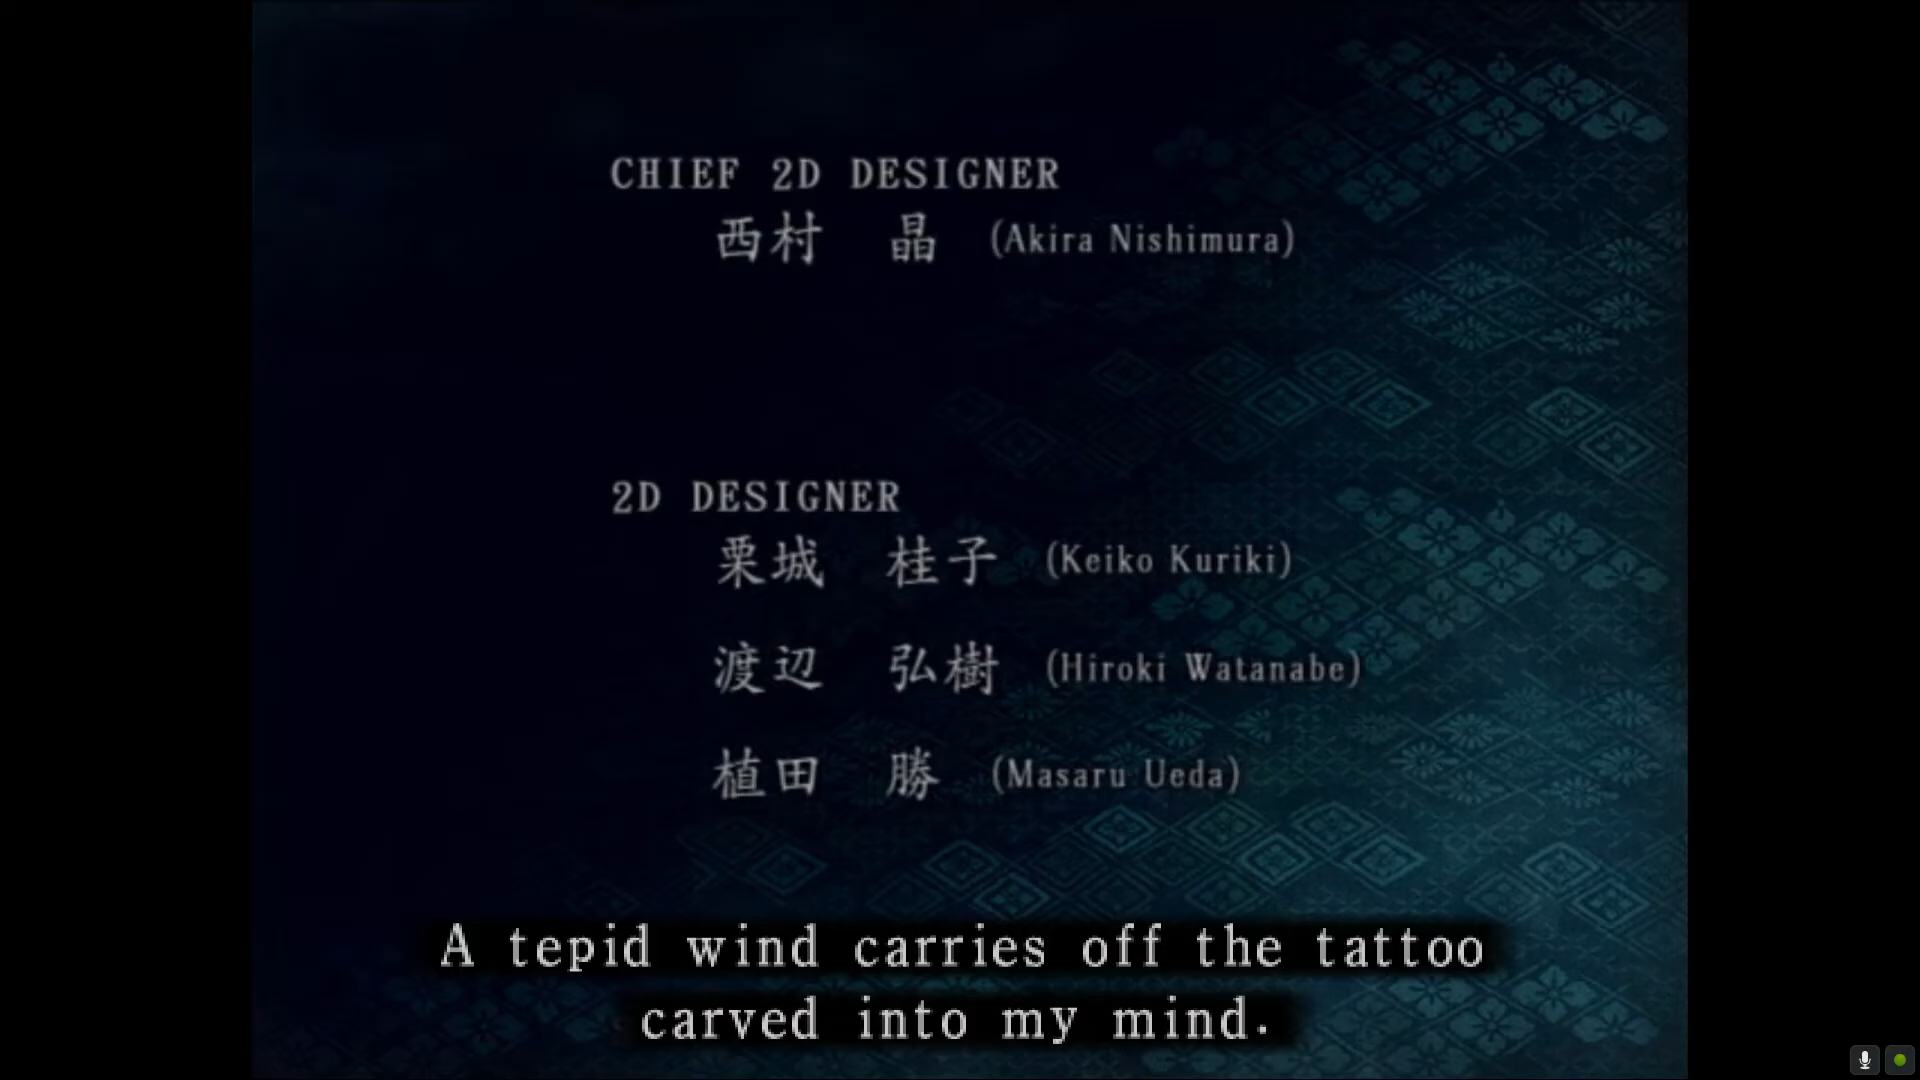 CHIEF 2D DESIGNER
西村 晶 (Akira Nishimura)
2D DESIGNER
栗城 桂子 (Keiko Kuriki)
渡辺 弘樹 (Hiroki Watanabe)
植田 勝 (Masaru Ueda)
A tepid wind carries off the tattoo
carved into my mind.